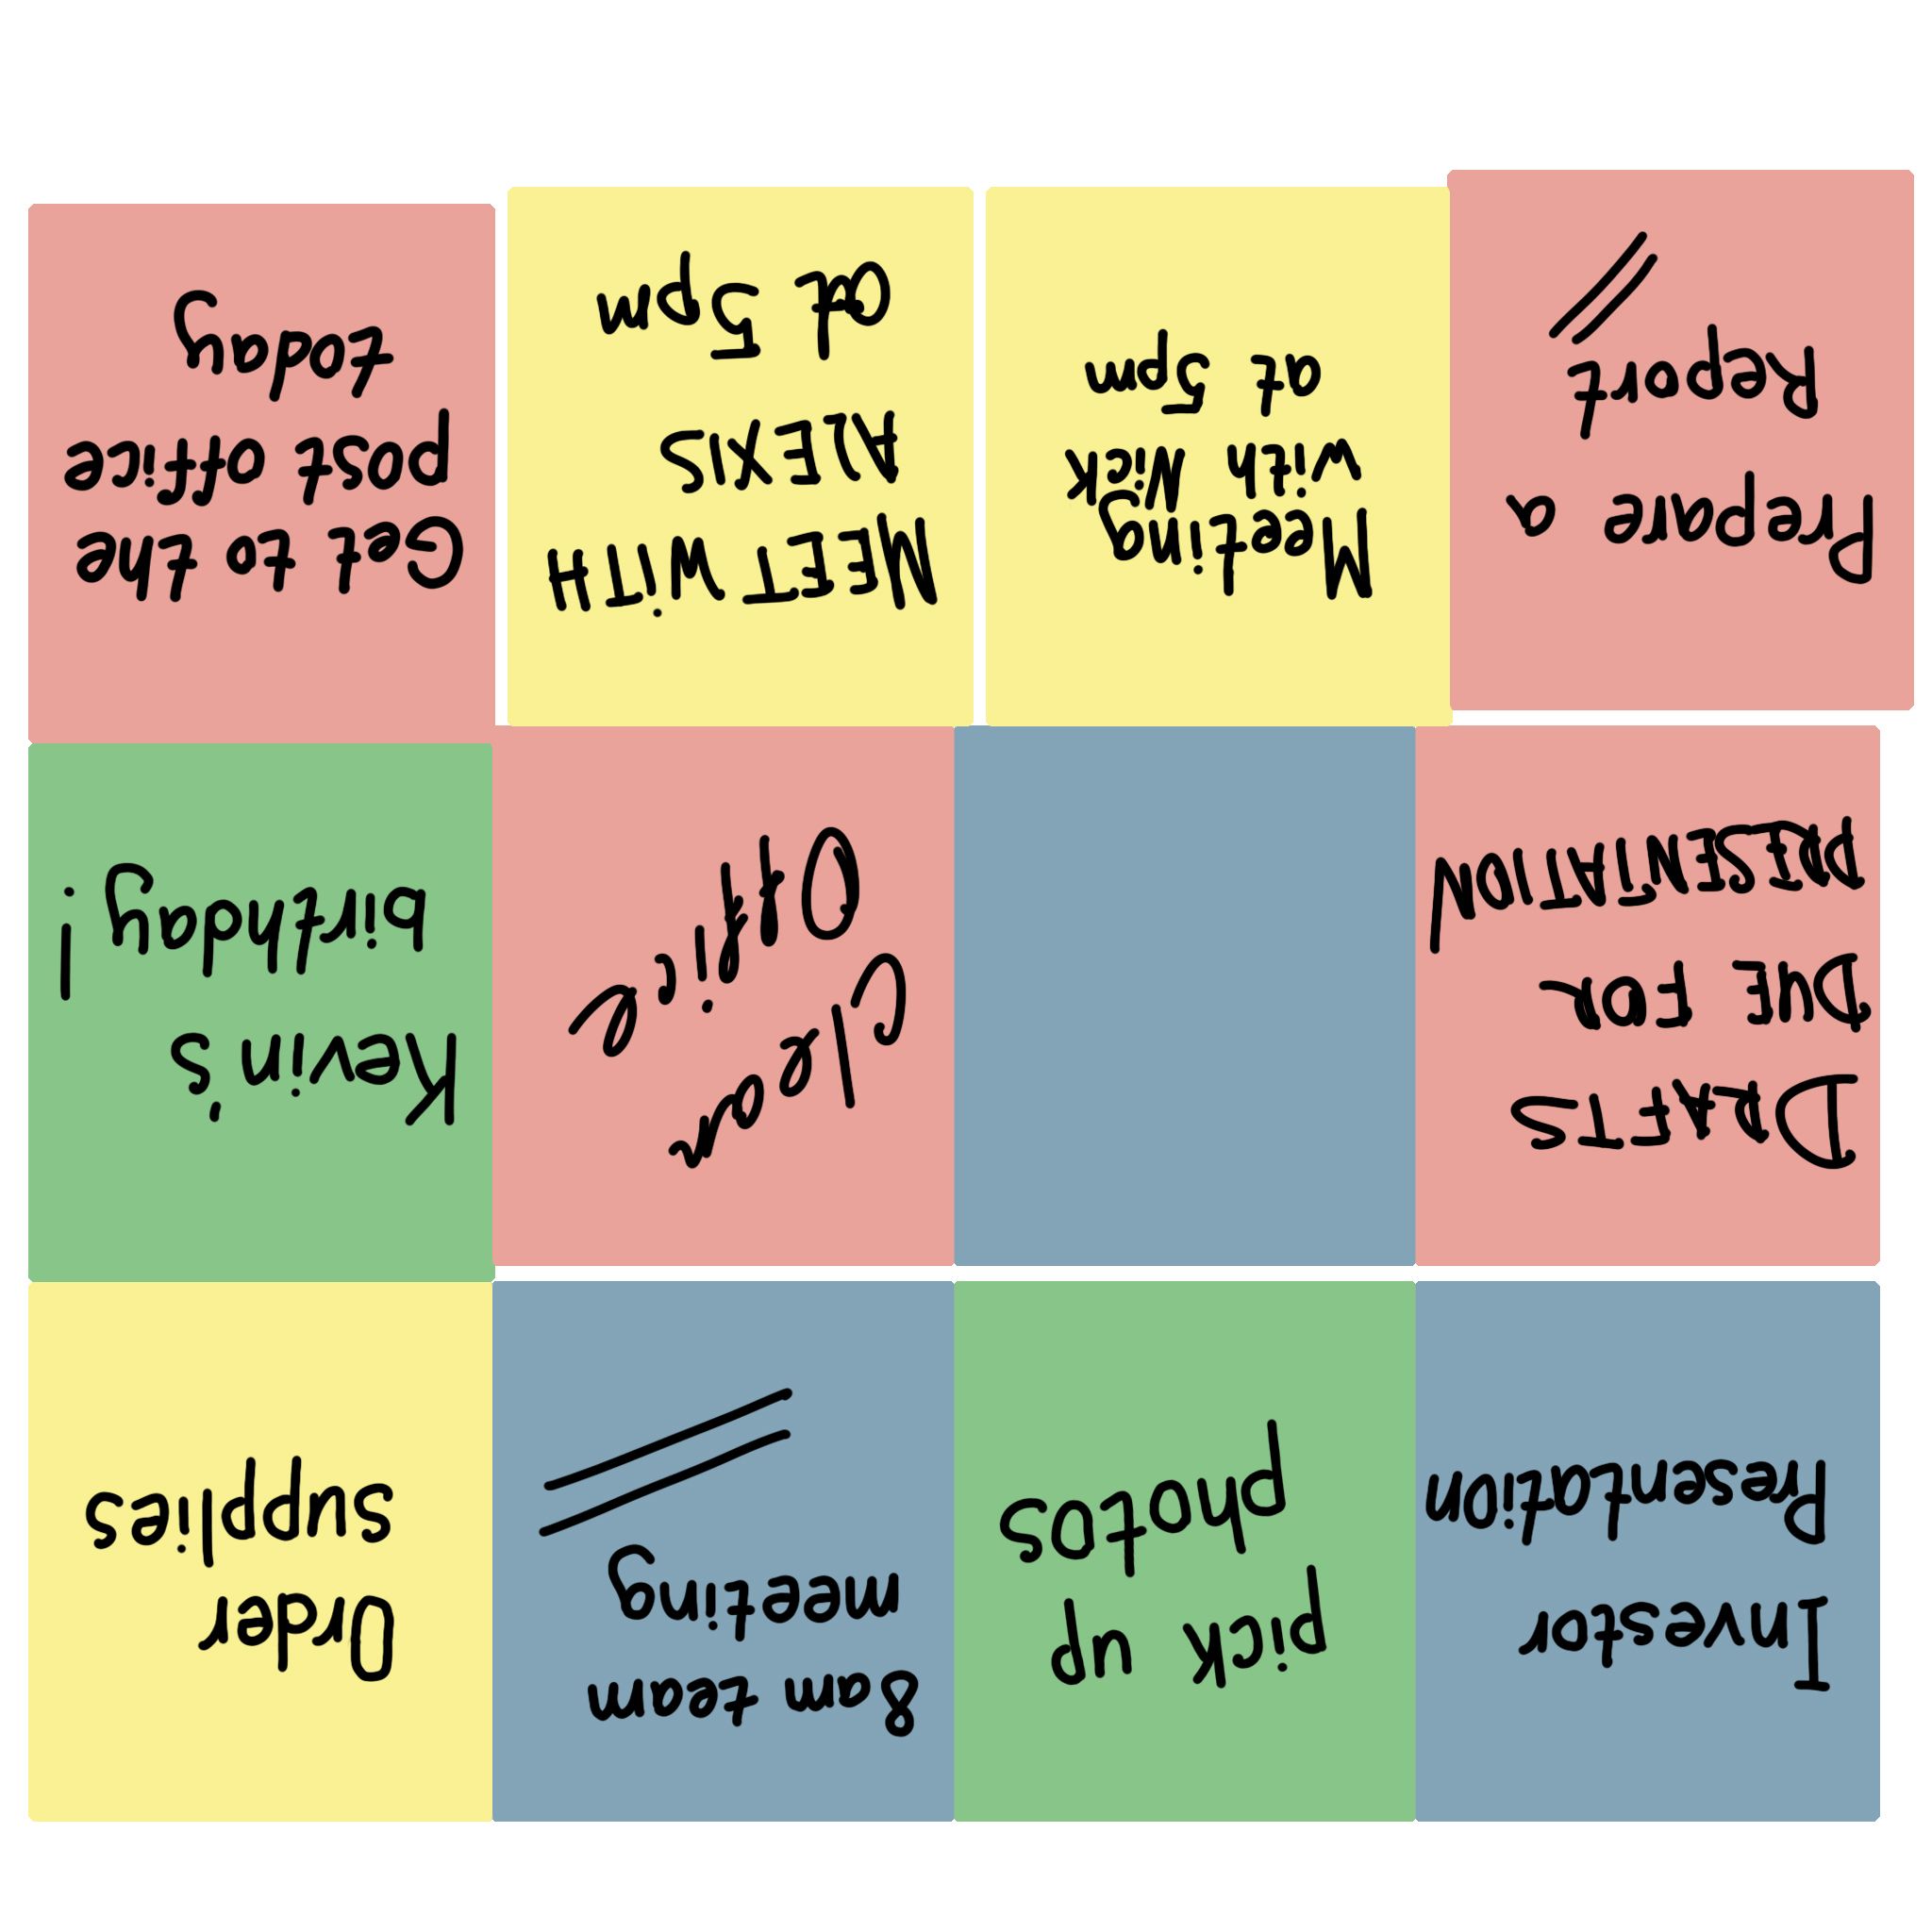 Investor
Presentation
pick up
photos
8am team
meeting
Order
supplies
DRAFTS
DUE FOR
PRESENTATION
Clean
Office
Kevin's
birthday!
Prepare a
Report
Meeting
with Nick
at 5pm
MEET WITH
ALEXIS
at 5pm
Get to the
post office
today